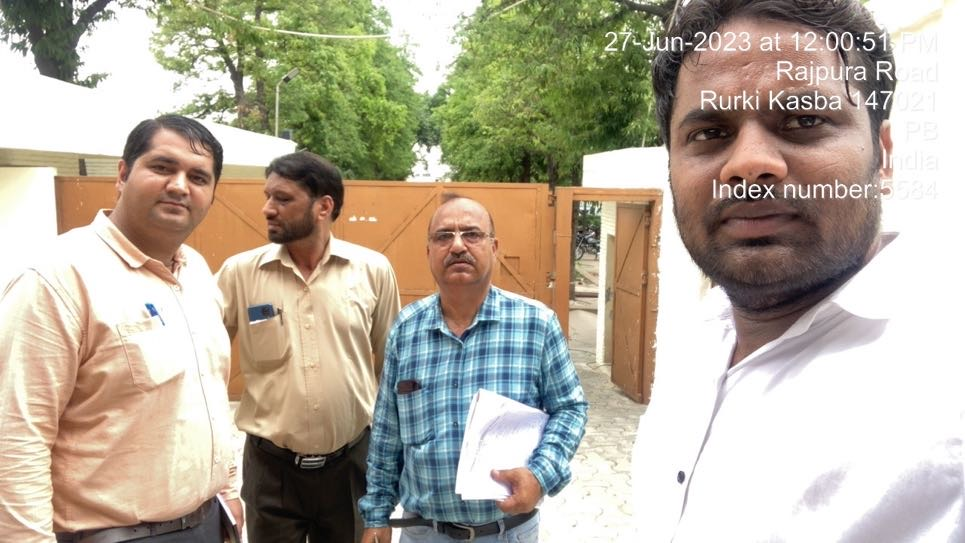 27-Jun-2023 at 12:00:51 PM
Rajpura Road
Rurki Kasba 147021
PB
India
Index number:5584